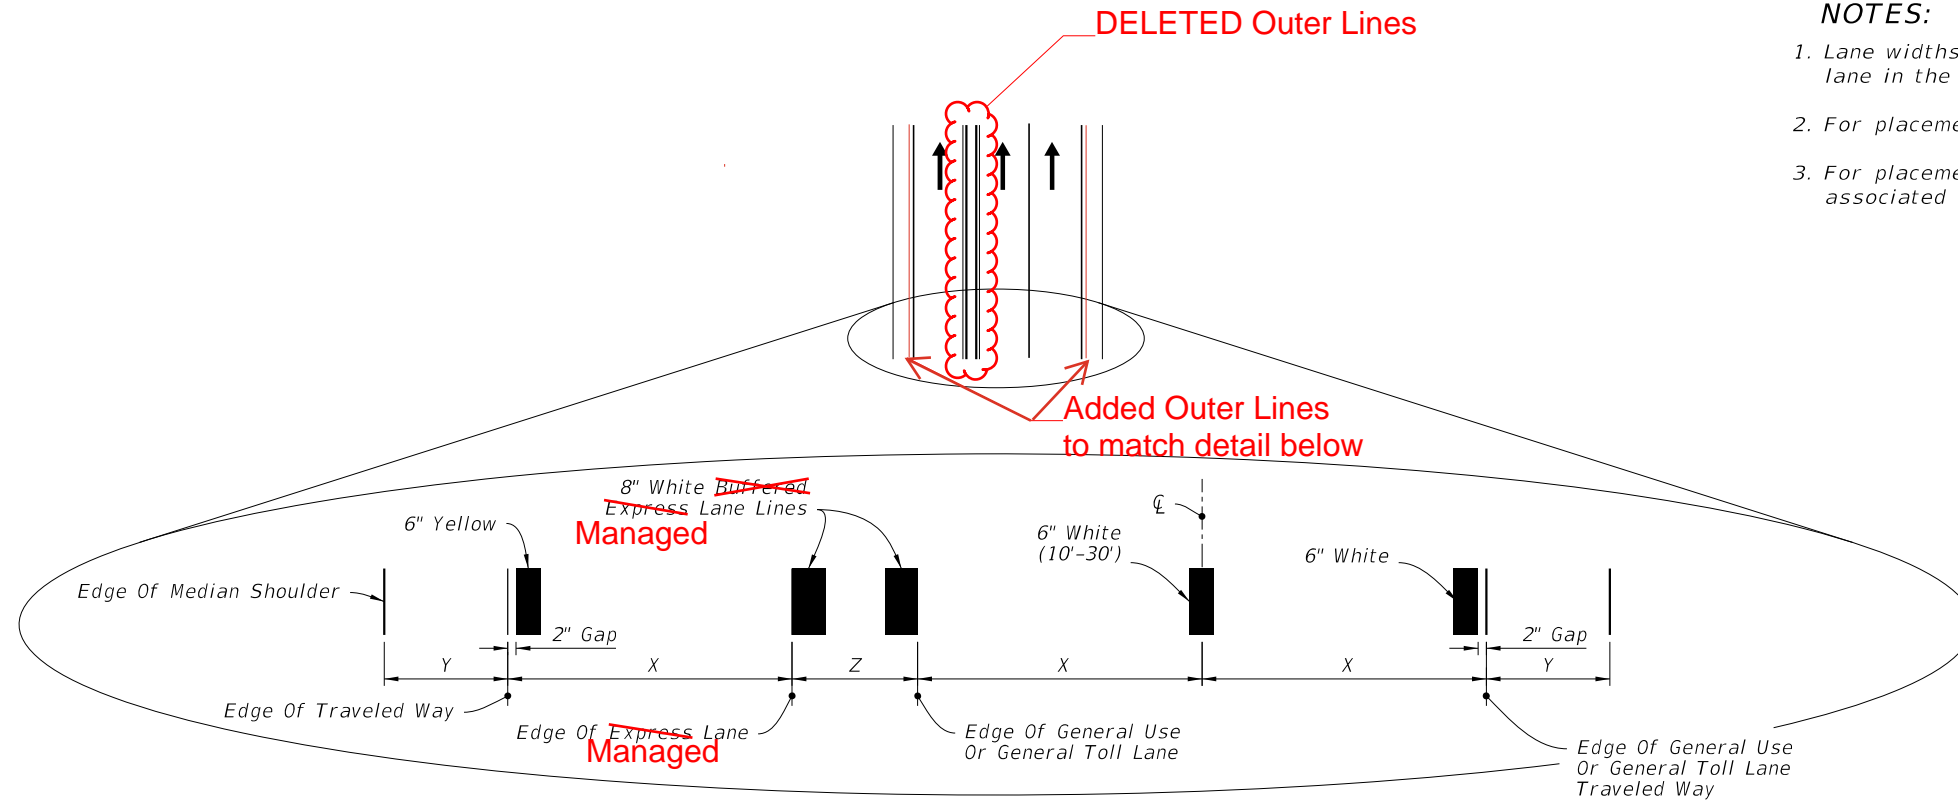 DELETED Outer Lines
NOTES:
1. Lane widths
lane in the
2. For placeme
3. For placeme
associated
Added Outer Lines
to match detail below
8" White Buffered
Express Lane Lines
Managed
6" Yellow
℄
6" White
(10'-30')
6" White
Edge Of Median Shoulder
2" Gap
2" Gap
Y
X
Z
X
X
Y
Edge Of Traveled Way
Edge Of Express Lane
Managed
Edge Of General Use
Or General Toll Lane
Edge Of General Use
Or General Toll Lane
Traveled Way